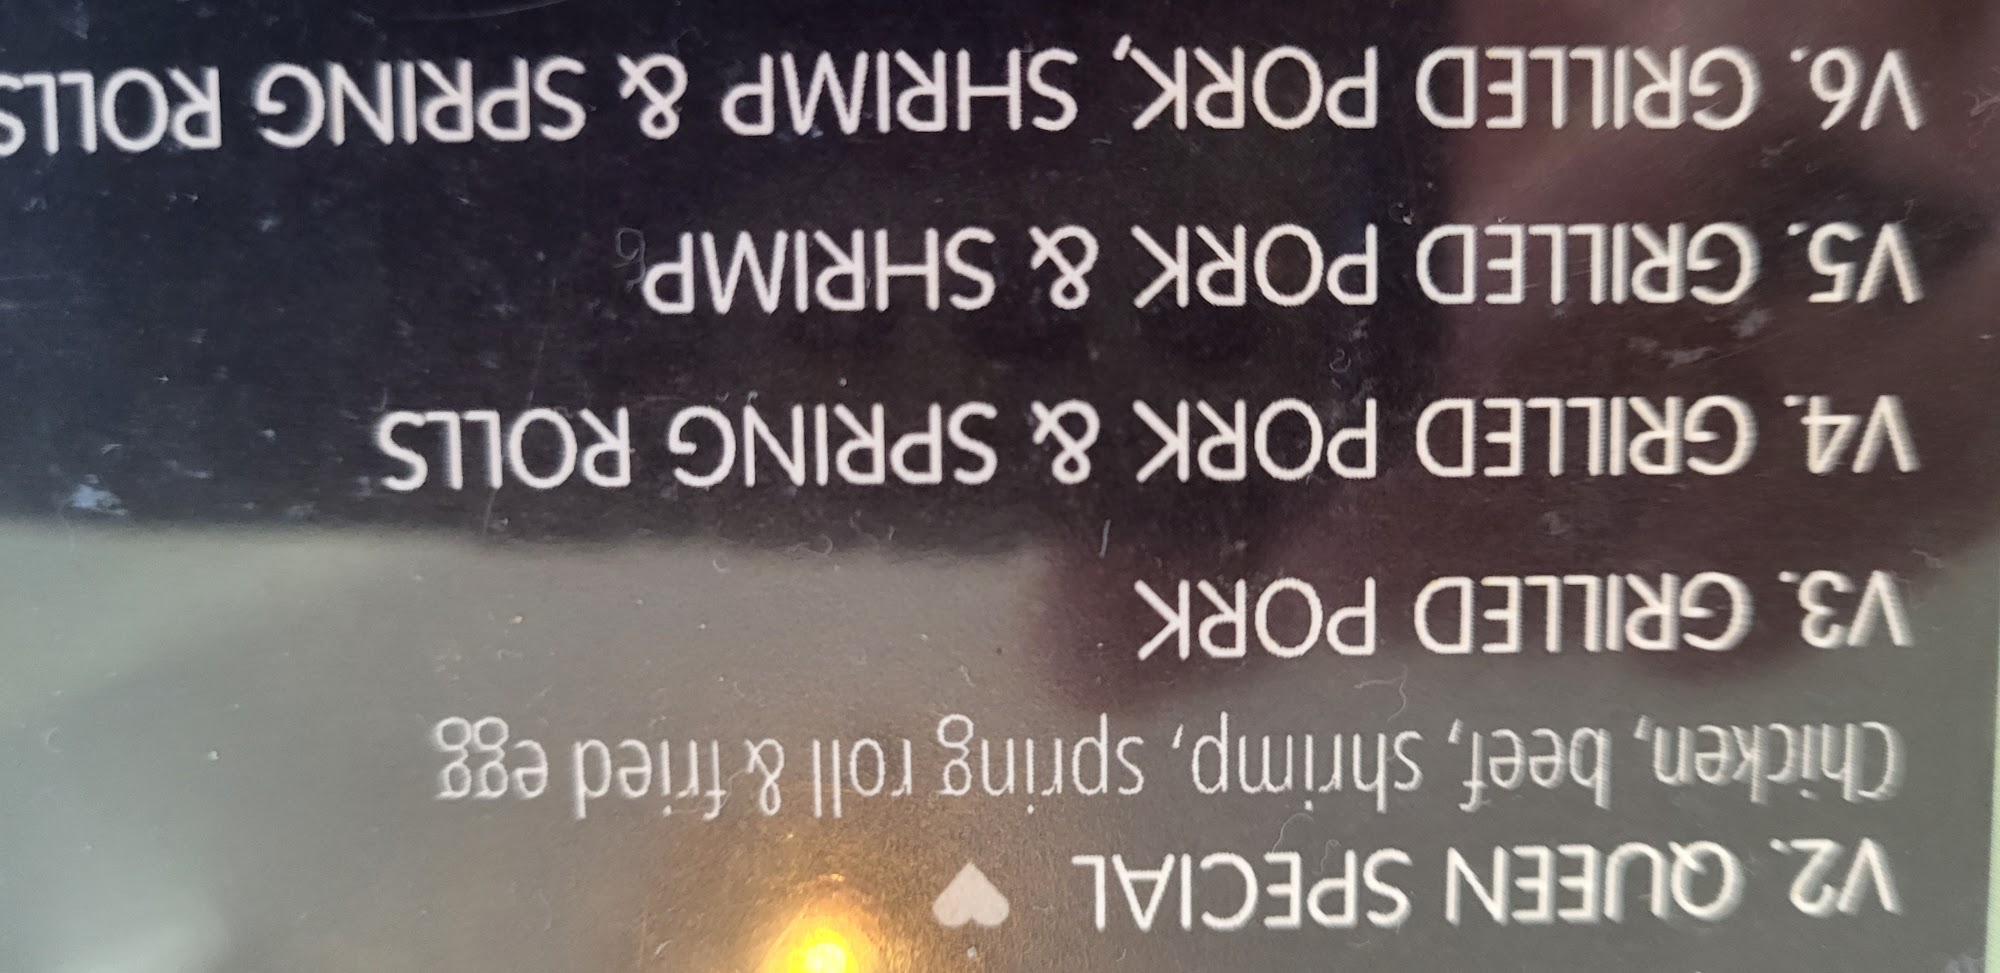 V2. QUEEN SPECIAL ♥
Chicken, beef, shrimp, spring roll & fried egg
V3. GRILLED PORK
V4. GRILLED PORK & SPRING ROLLS
V5. GRILLED PORK & SHRIMP
V6. GRILLED PORK, SHRIMP & SPRING ROLLS